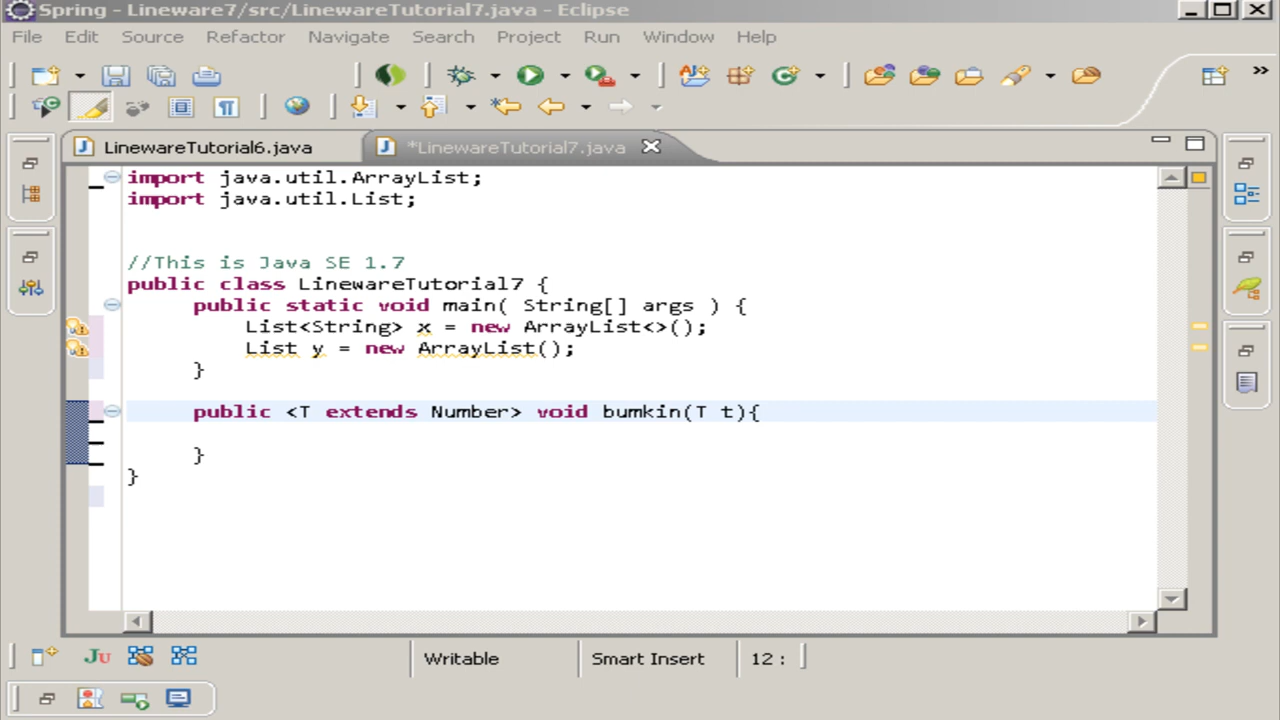 Spring - Lineware7/src/LinewareTutorial7.java - Eclipse
File Edit Source Refactor Navigate Search Project Run Window Help
LinewareTutorial6.java *LinewareTutorial7.java
import java.util.ArrayList;
import java.util.List;
//This is Java SE 1.7
public class LinewareTutorial7 {
public static void main( String[] args ) {
List<String> x = new ArrayList<>();
List y = new ArrayList();
}
public <T extends Number> void bumkin(T t){
}
}
Ju Writable Smart Insert 12 :